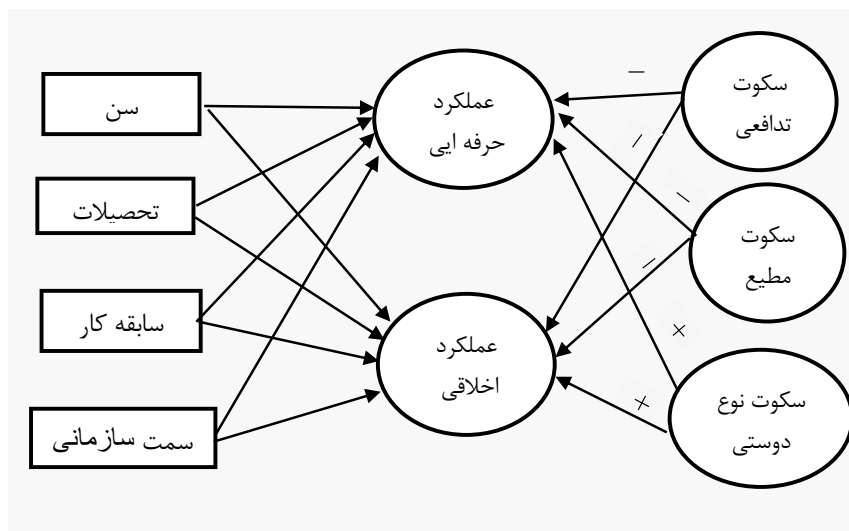 سکوت
تدافعی
سکوت
مطیع
سکوت نوع
دوستی
عملکرد
حرفه ایی
عملکرد
اخلاقی
سن
تحصیلات
سابقه کار
سمت سازمانی
–
–
–
–
+
+